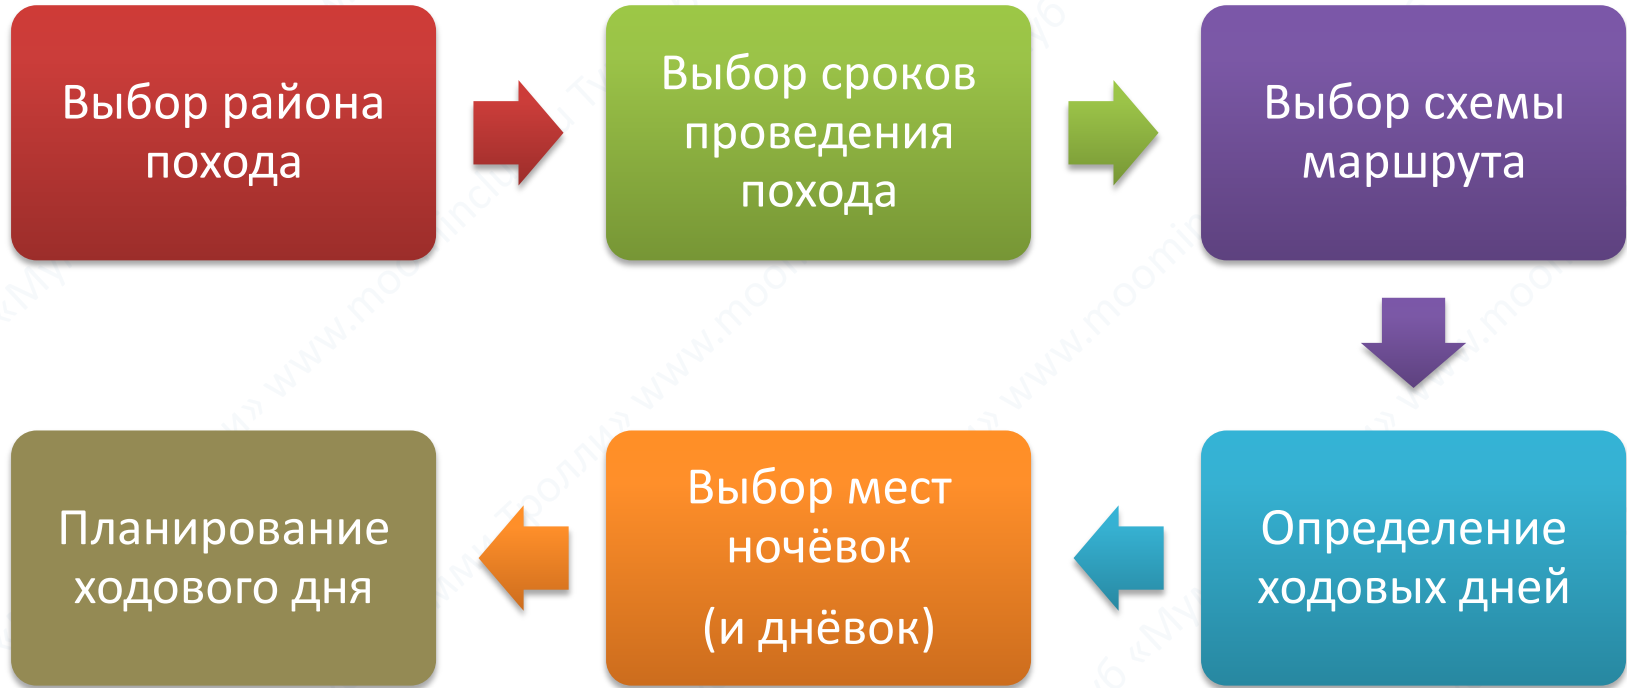 Выбор района
похода
Выбор сроков
проведения
похода
Выбор схемы
маршрута
Определение
ходовых дней
Выбор мест
ночёвок
(и днёвок)
Планирование
ходового дня